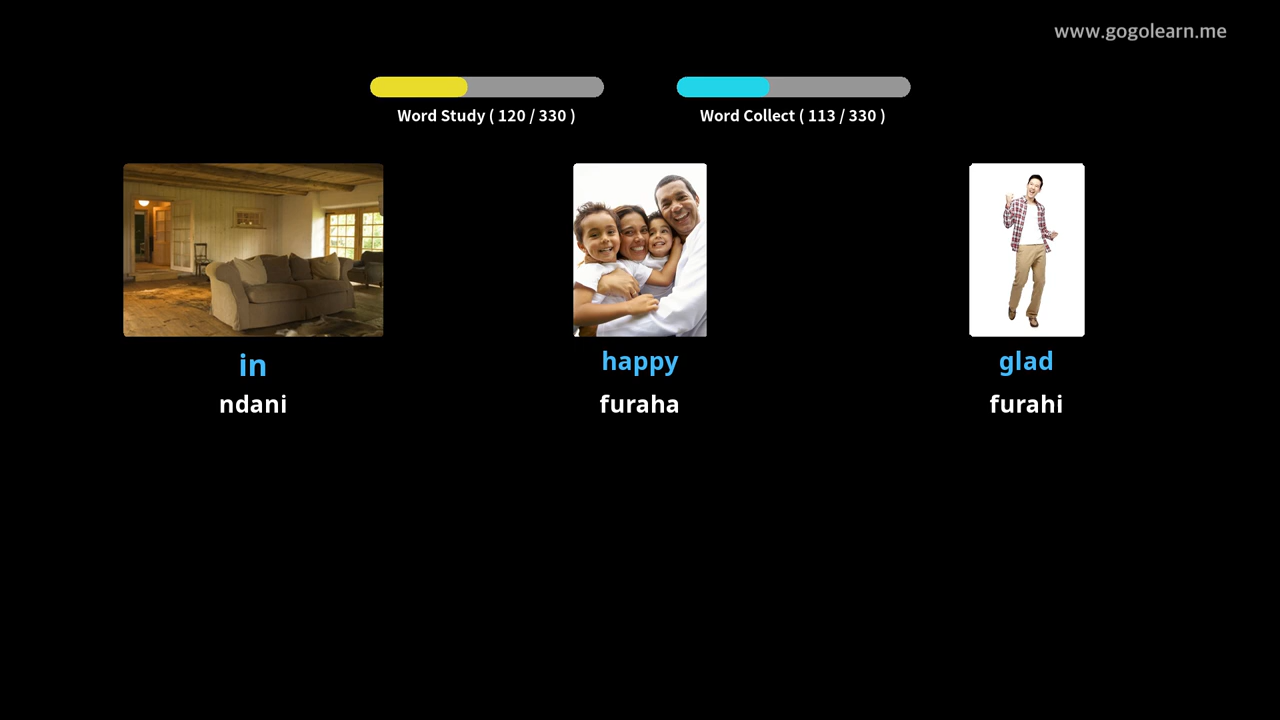 www.gogolearn.me
Word Study ( 120 / 330 )
Word Collect ( 113 / 330 )
in
happy
glad
ndani
furaha
furahi